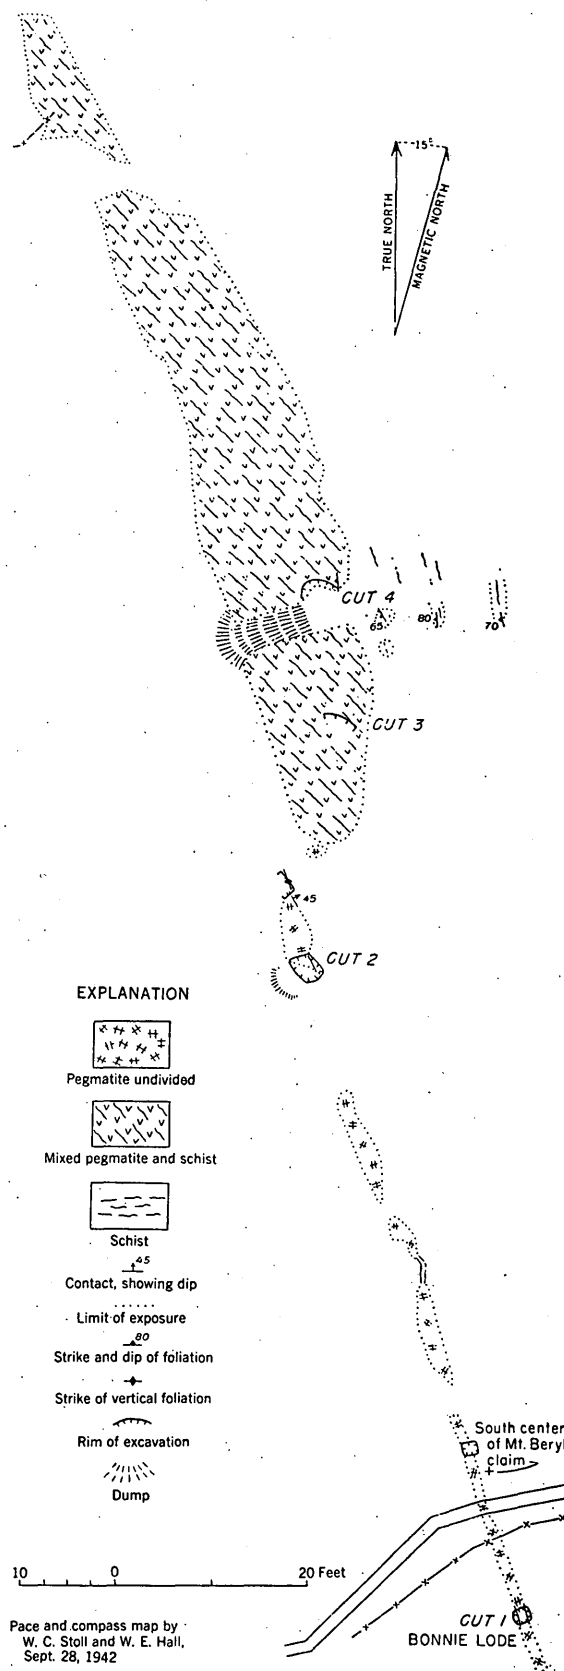 15°
TRUE NORTH
MAGNETIC NORTH
CUT 4
65
80
70
CUT 3
45
CUT 2
EXPLANATION
Pegmatite undivided
Mixed pegmatite and schist
Schist
45
Contact, showing dip
Limit of exposure
80
Strike and dip of foliation
Strike of vertical foliation
Rim of excavation
Dump
South center
of Mt. Beryl
claim
10 0 20 Feet
CUT 1
BONNIE LODE
Pace and compass map by
W. C. Stoll and W. E. Hall,
Sept. 28, 1942